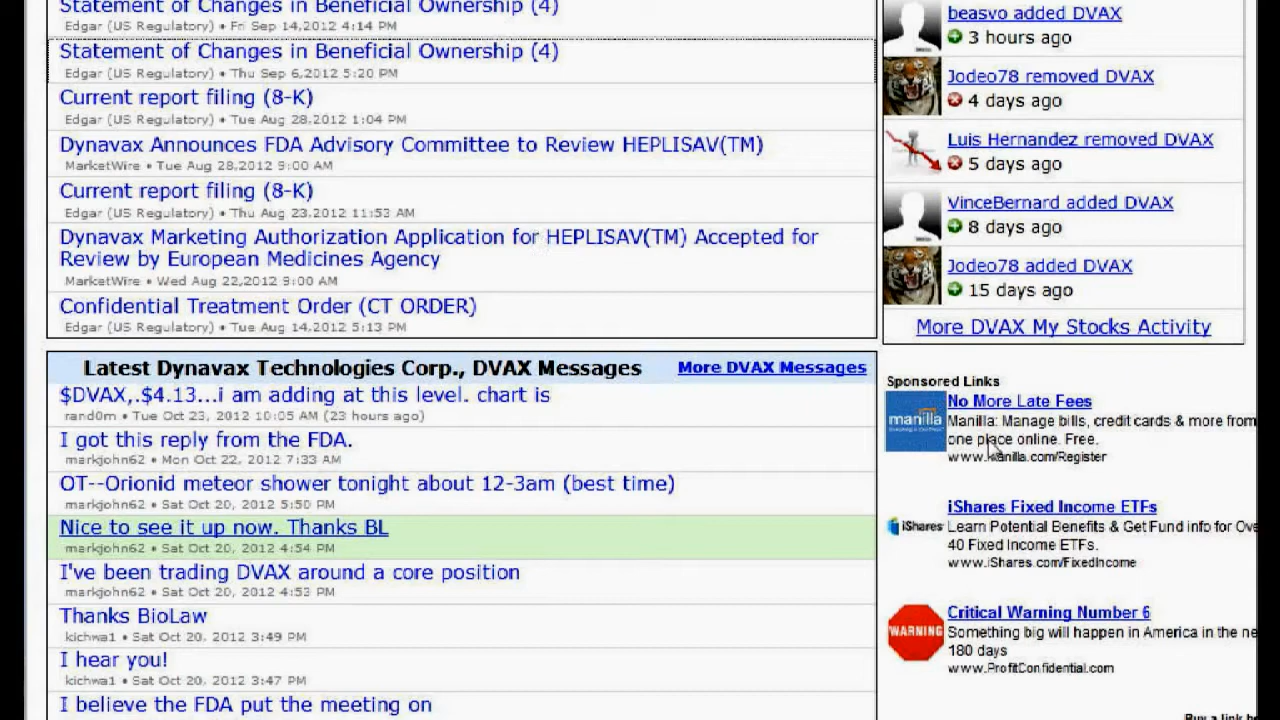 Statement of Changes in Beneficial Ownership (4)
Edgar (US Regulatory) • Fri Sep 14,2012 4:14 PM
Statement of Changes in Beneficial Ownership (4)
Edgar (US Regulatory) • Thu Sep 6,2012 5:20 PM
Current report filing (8-K)
Edgar (US Regulatory) • Tue Aug 28,2012 1:04 PM
Dynavax Announces FDA Advisory Committee to Review HEPLISAV(TM)
MarketWire • Tue Aug 28,2012 9:00 AM
Current report filing (8-K)
Edgar (US Regulatory) • Thu Aug 23,2012 11:53 AM
Dynavax Marketing Authorization Application for HEPLISAV(TM) Accepted for
Review by European Medicines Agency
MarketWire • Wed Aug 22,2012 9:00 AM
Confidential Treatment Order (CT ORDER)
Edgar (US Regulatory) • Tue Aug 14,2012 5:13 PM
Latest Dynavax Technologies Corp., DVAX Messages
More DVAX Messages
$DVAX,.$4.13...i am adding at this level. chart is
rand0m • Tue Oct 23, 2012 10:05 AM (23 hours ago)
I got this reply from the FDA.
markjohn62 • Mon Oct 22, 2012 7:33 AM
OT--Orionid meteor shower tonight about 12-3am (best time)
markjohn62 • Sat Oct 20, 2012 5:50 PM
Nice to see it up now. Thanks BL
markjohn62 • Sat Oct 20, 2012 4:54 PM
I've been trading DVAX around a core position
markjohn62 • Sat Oct 20, 2012 4:53 PM
Thanks BioLaw
kichwa1 • Sat Oct 20, 2012 3:49 PM
I hear you!
kichwa1 • Sat Oct 20, 2012 3:47 PM
I believe the FDA put the meeting on
beasvo added DVAX
3 hours ago
Jodeo78 removed DVAX
4 days ago
Luis Hernandez removed DVAX
5 days ago
VinceBernard added DVAX
8 days ago
Jodeo78 added DVAX
15 days ago
More DVAX My Stocks Activity
Sponsored Links
manilla
No More Late Fees
Manilla: Manage bills, credit cards & more from
one place online. Free.
www.Manilla.com/Register
iShares
iShares Fixed Income ETFs
Learn Potential Benefits & Get Fund info for Ov
40 Fixed Income ETFs.
www.iShares.com/FixedIncome
WARNING
Critical Warning Number 6
Something big will happen in America in the ne
180 days
www.ProfitConfidential.com
Buy a link